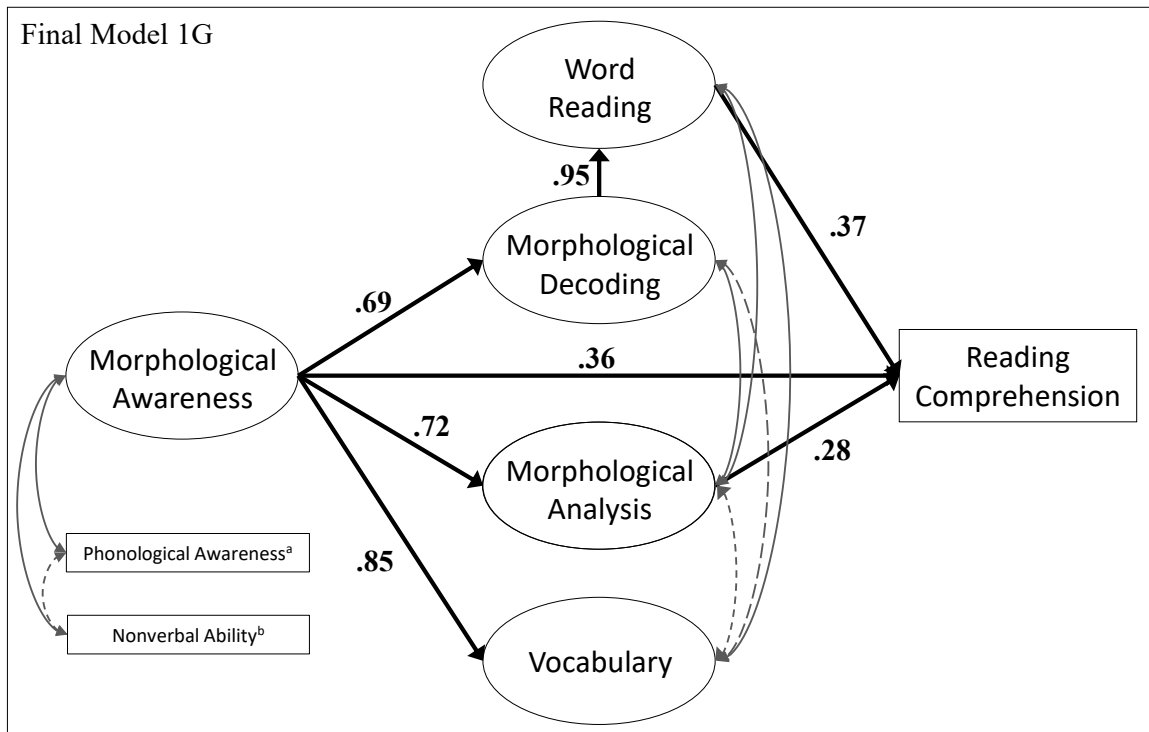 Final Model 1G
Word
Reading
.95
.37
Morphological
Decoding
.69
Morphological
Awareness
.36
Reading
Comprehension
.72
Morphological
Analysis
.28
Phonological Awarenessᵃ
.85
Nonverbal Abilityᵇ
Vocabulary